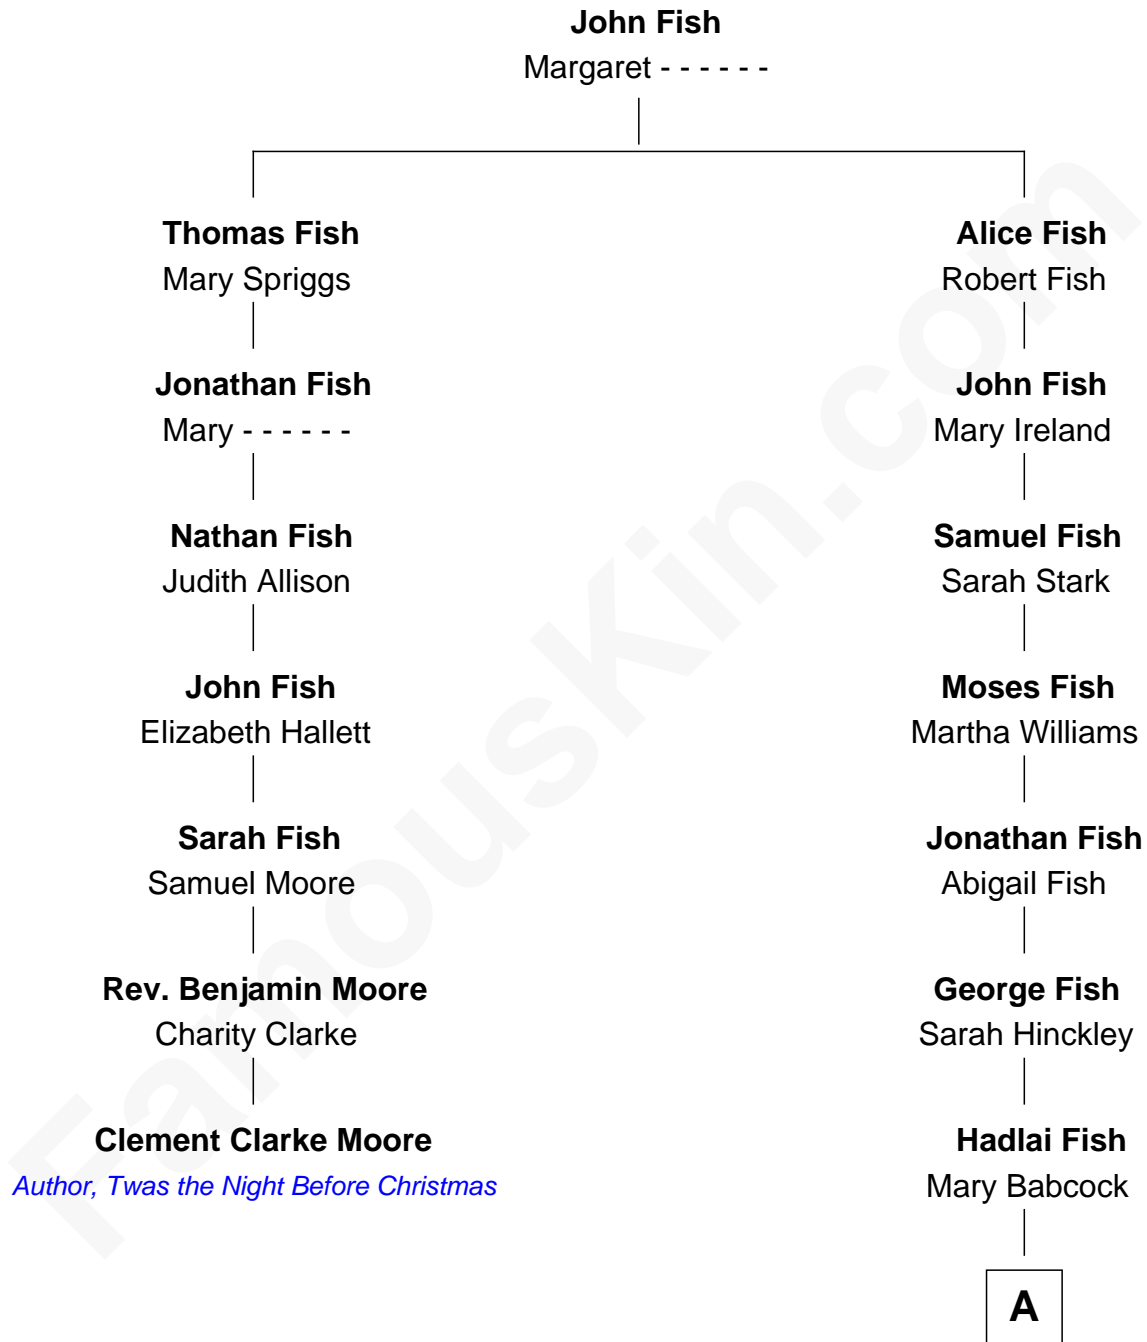 John Fish
Margaret - - - - - -
Thomas Fish
Mary Spriggs
Alice Fish
Robert Fish
Jonathan Fish
Mary - - - - - -
John Fish
Mary Ireland
Nathan Fish
Judith Allison
Samuel Fish
Sarah Stark
John Fish
Elizabeth Hallett
Moses Fish
Martha Williams
Sarah Fish
Samuel Moore
Jonathan Fish
Abigail Fish
Rev. Benjamin Moore
Charity Clarke
George Fish
Sarah Hinckley
Clement Clarke Moore
Author, Twas the Night Before Christmas
Hadlai Fish
Mary Babcock
A
FamousKin.com